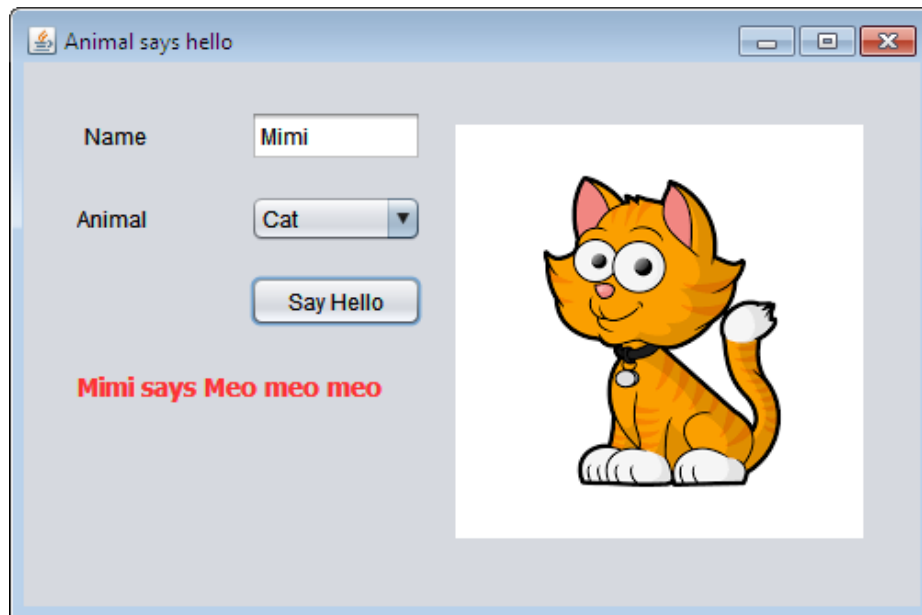 Animal says hello
Name
Mimi
Animal
Cat
Say Hello
Mimi says Meo meo meo